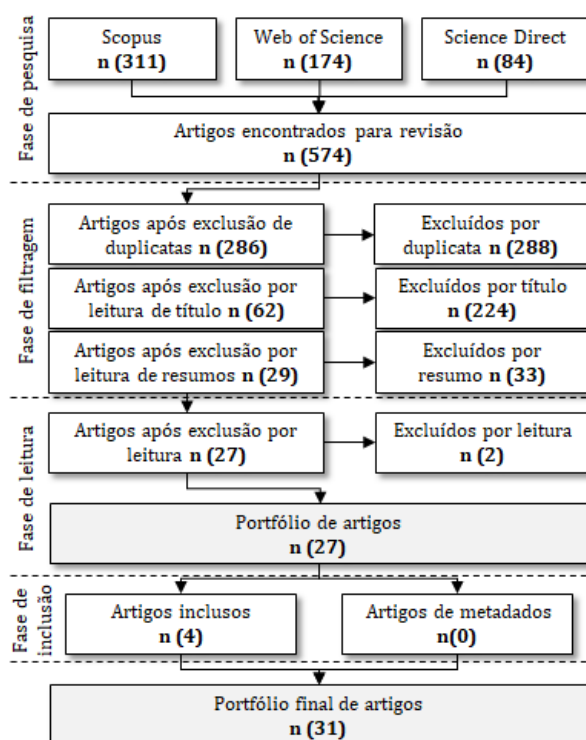 Fase de pesquisa
Scopus
n (311)
Web of Science
n (174)
Science Direct
n (84)
Artigos encontrados para revisão
n (574)
Fase de filtragem
Artigos após exclusão de
duplicatas n (286)
Excluídos por
duplicata n (288)
Artigos após exclusão por
leitura de título n (62)
Excluídos por título
n (224)
Artigos após exclusão por
leitura de resumos n (29)
Excluídos por
resumo n (33)
Fase de leitura
Artigos após exclusão por
leitura n (27)
Excluídos por leitura
n (2)
Portfólio de artigos
n (27)
Fase de
inclusão
Artigos inclusos
n (4)
Artigos de metadados
n(0)
Portfólio final de artigos
n (31)